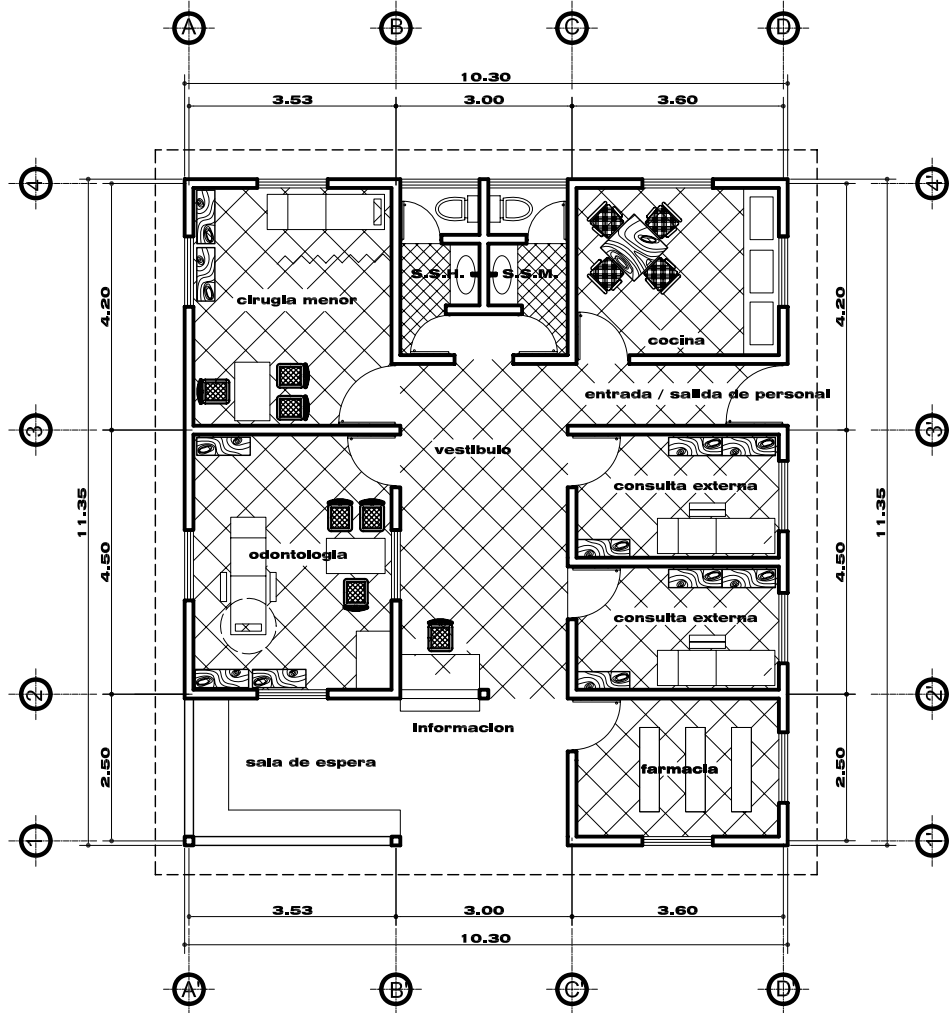 A B C D
10.30
3.53 3.00 3.60
4 4'
S.S.H. S.S.M.
4.20 cirugia menor 4.20
cocina
entrada / salida de personal
3 3'
vestibulo
consulta externa
11.35 11.35
4.50 odontologia 4.50
consulta externa
2 2'
informacion
sala de espera farmacia
2.50 2.50
1 1'
3.53 3.00 3.60
10.30
A' B' C' D'